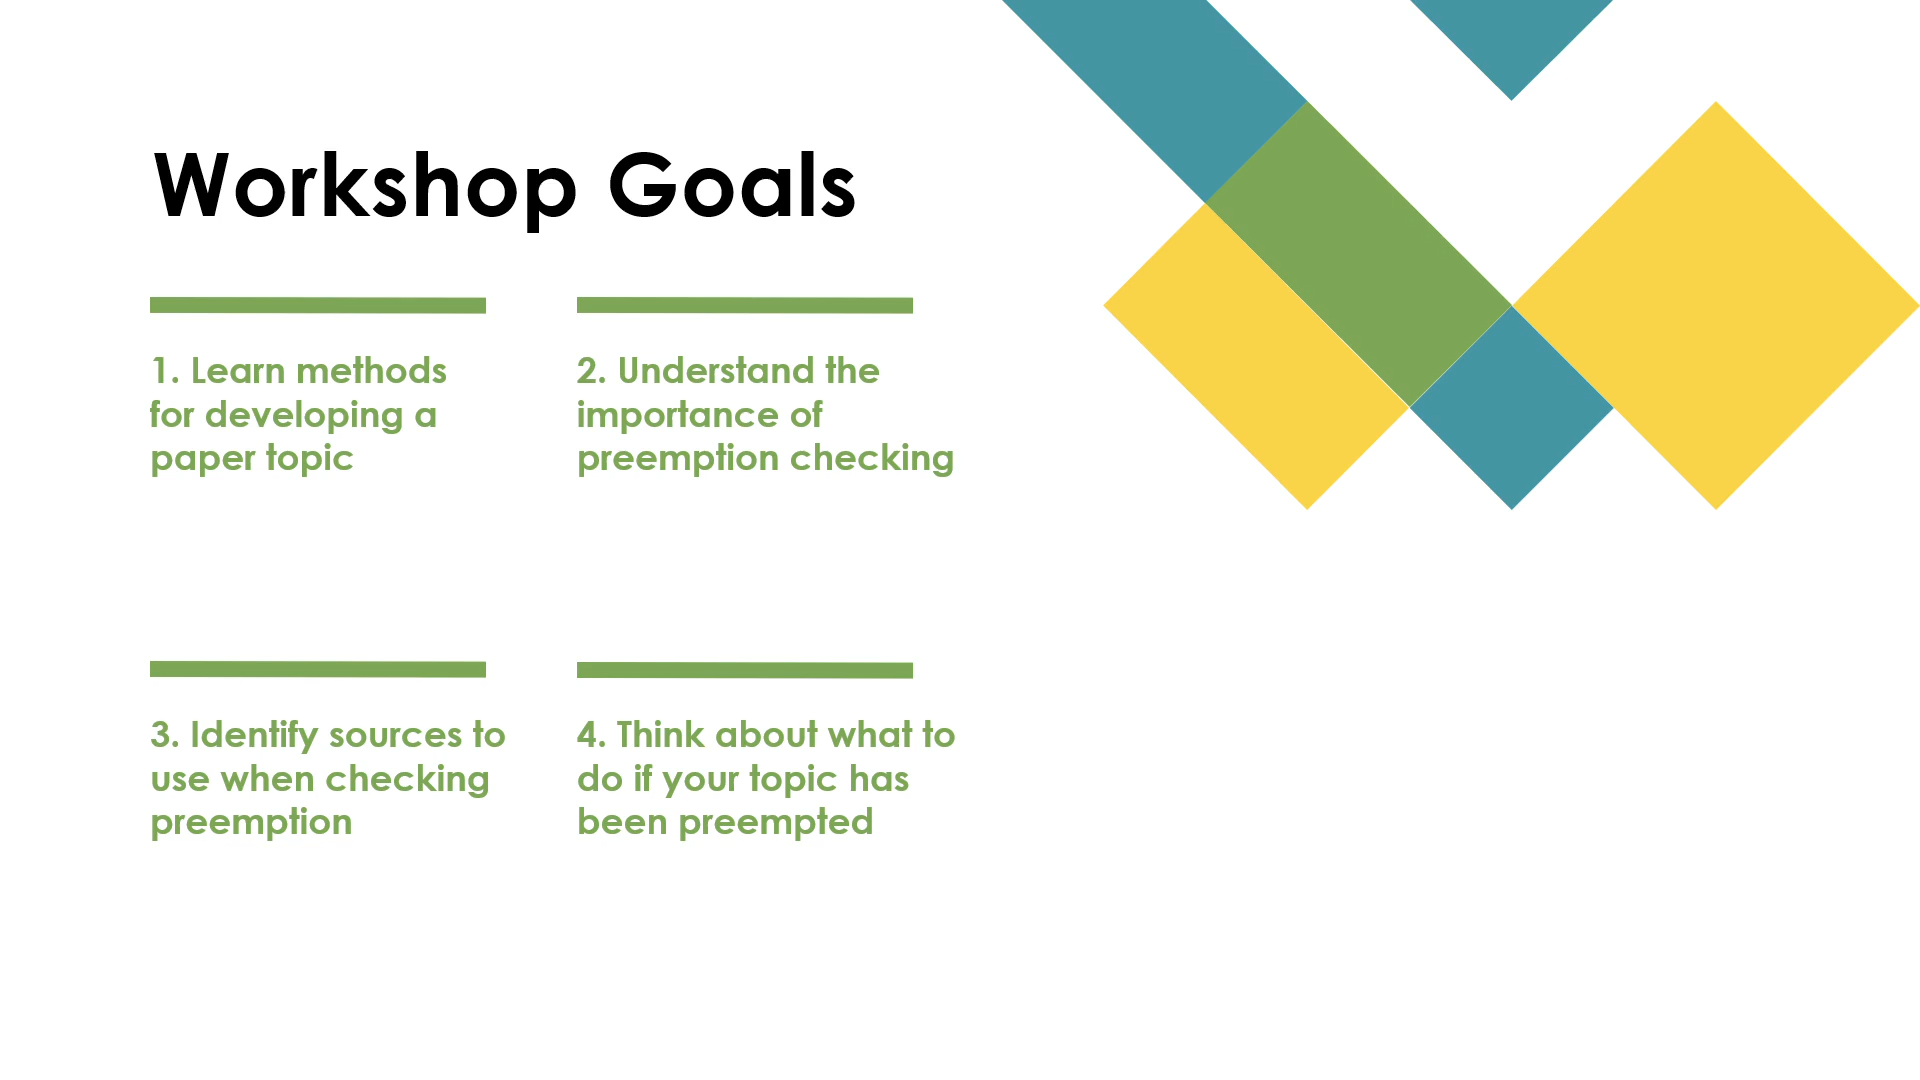 Workshop Goals
1. Learn methods
for developing a
paper topic
2. Understand the
importance of
preemption checking
3. Identify sources to
use when checking
preemption
4. Think about what to
do if your topic has
been preempted